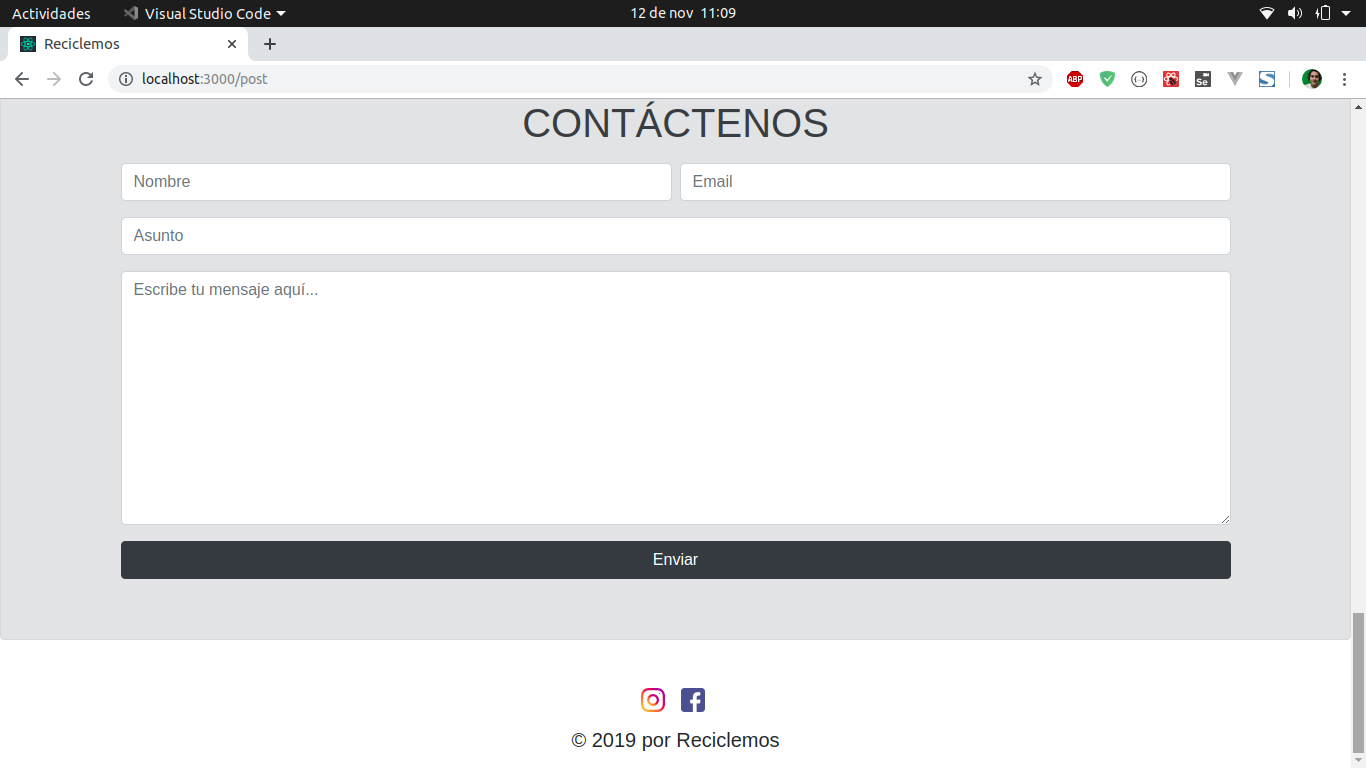 Actividades Visual Studio Code 12 de nov 11:09
Reciclemos
localhost:3000/post ABP {··} Se S
CONTÁCTENOS
Nombre Email
Asunto
Escribe tu mensaje aquí...
Enviar
© 2019 por Reciclemos